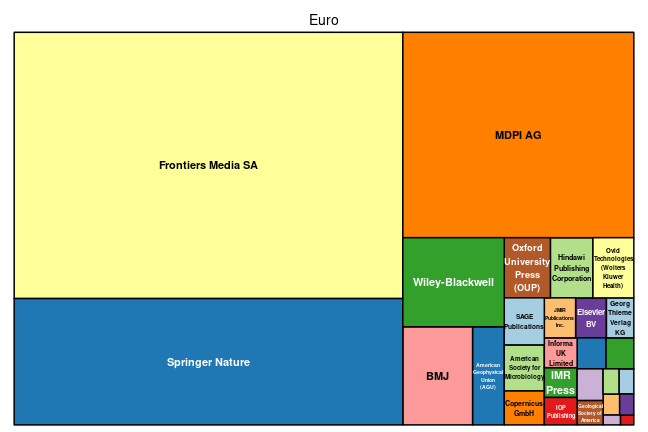 Euro
Frontiers Media SA
MDPI AG
Springer Nature
Wiley-Blackwell
BMJ
American
Geophysical
Union
(AGU)
Oxford
University
Press
(OUP)
Hindawi
Publishing
Corporation
Ovid
Technologies
(Wolters
Kluwer
Health)
SAGE
Publications
American
Society for
Microbiology
Copernicus
GmbH
JMIR
Publications
Inc.
Elsevier
BV
Georg
Thieme
Verlag
KG
Informa
UK
Limited
IMR
Press
IOP
Publishing
Geological
Society of
America